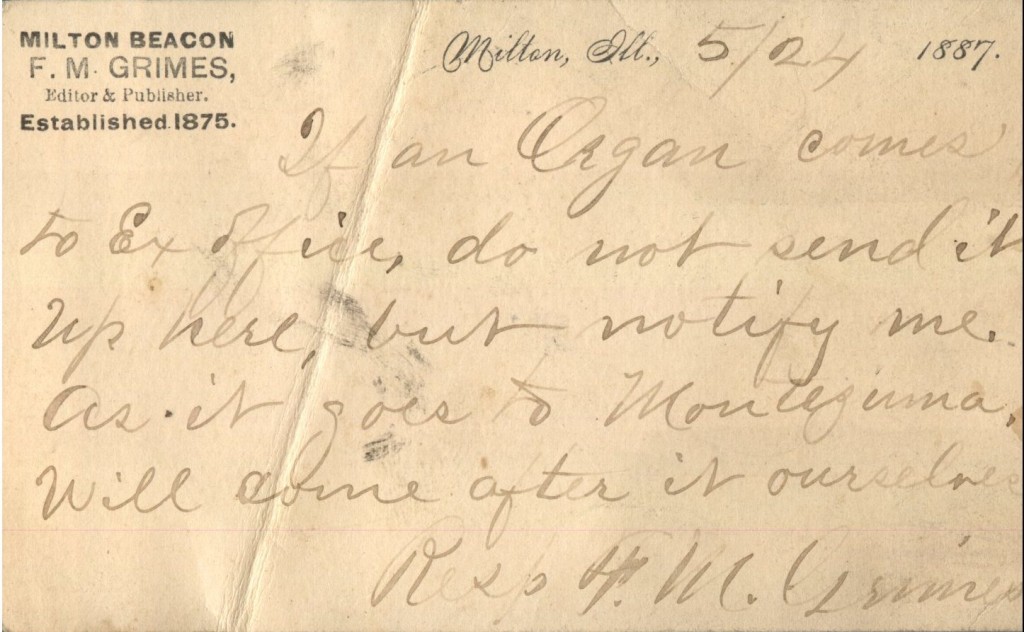 MILTON BEACON
F. M. GRIMES,
Editor & Publisher.
Established 1875.
Milton, Ill., 5/24 1887.
If an Organ comes
to Ex office, do not send it
up here, but notify me.
As it goes to Montezuma,
Will come after it ourselves
Resp F. M. Grimes